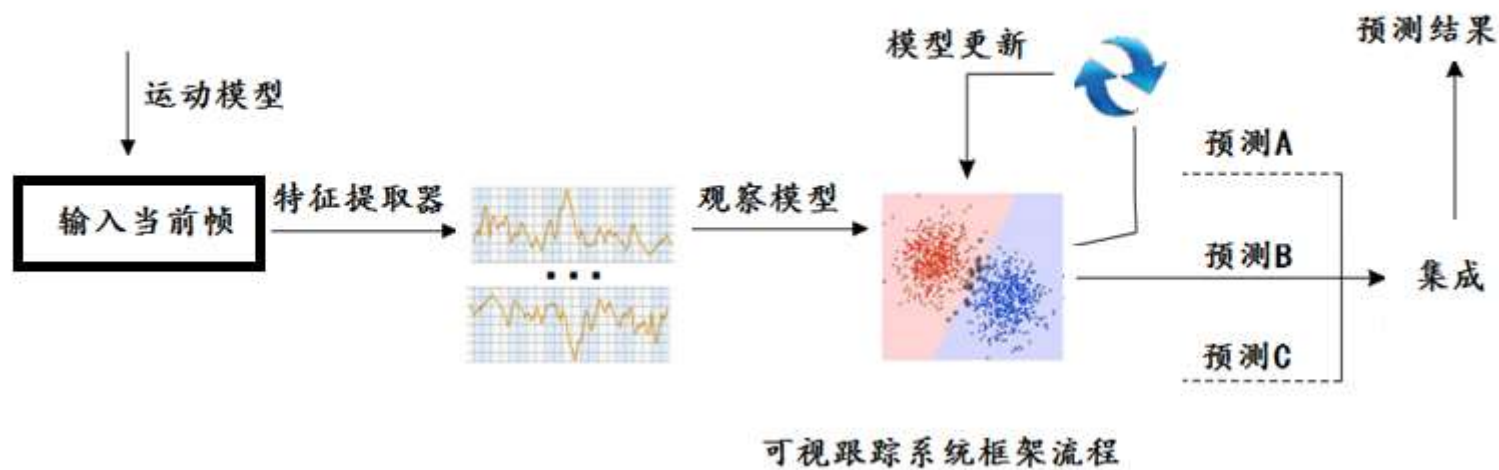 预测结果
模型更新
运动模型
预测A
特征提取器
观察模型
输入当前帧
预测B
集成
预测C
可视跟踪系统框架流程